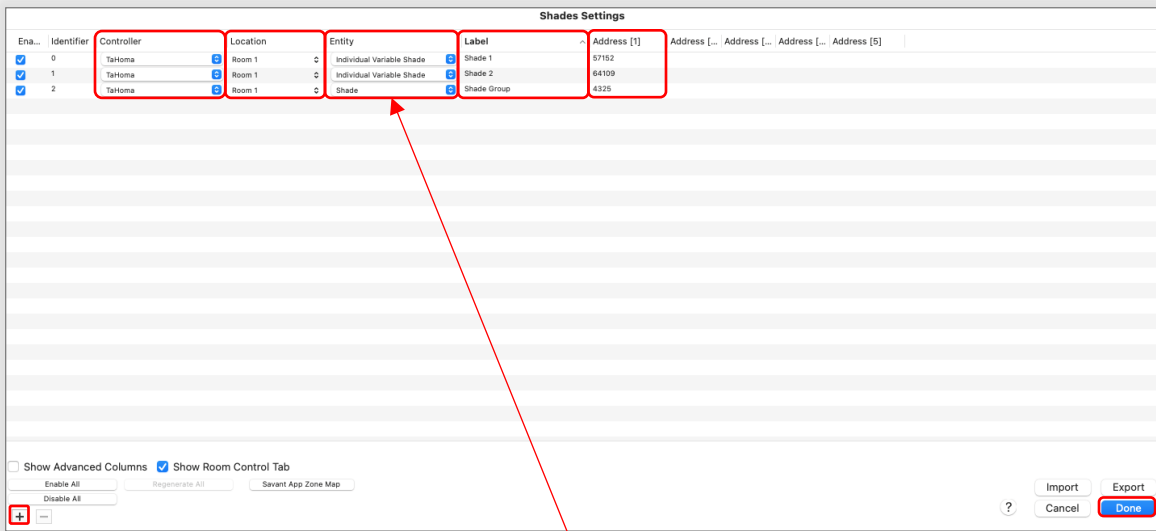 Shades Settings
Ena... Identifier Controller Location Entity Label Address [1] Address [... Address [... Address [... Address [5]
0 TaHoma Room 1 Individual Variable Shade Shade 1 57152
1 TaHoma Room 1 Individual Variable Shade Shade 2 64109
2 TaHoma Room 1 Shade Shade Group 4325
Show Advanced Columns Show Room Control Tab
Enable All Regenerate All Savant App Zone Map Import Export
Disable All
+ − ? Cancel Done